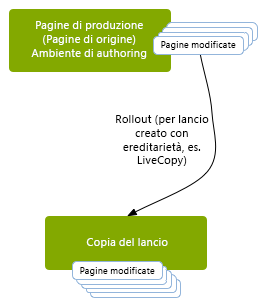 Pagine di produzione
(Pagine di origine)
Ambiente di authoring
Pagine modificate
Rollout (per lancio
creato con
ereditarietà, es.
LiveCopy)
Copia del lancio
Pagine modificate